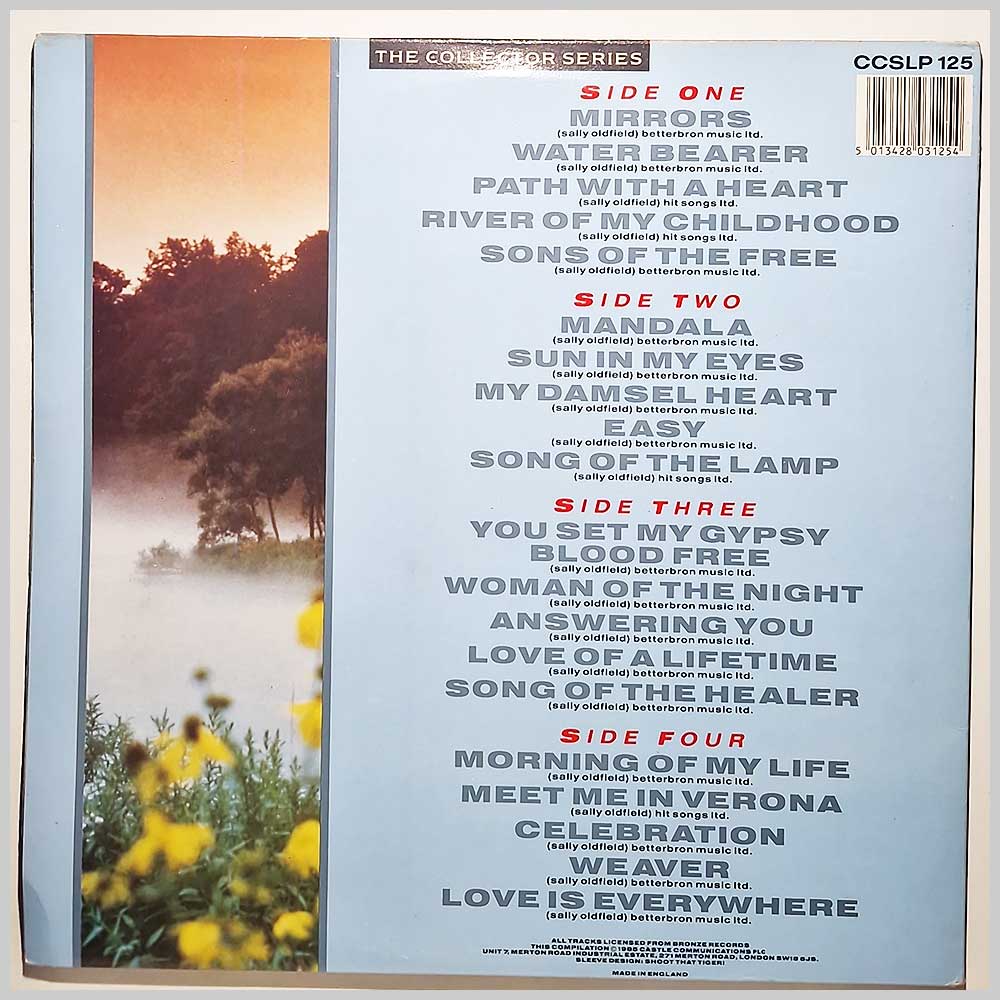 THE COLLECTOR SERIES
CCSLP 125
5 013428 031254
SIDE ONE
MIRRORS
(sally oldfield) betterbron music ltd.
WATER BEARER
(sally oldfield) betterbron music ltd.
PATH WITH A HEART
(sally oldfield) hit songs ltd.
RIVER OF MY CHILDHOOD
(sally oldfield) hit songs ltd.
SONS OF THE FREE
(sally oldfield) betterbron music ltd.
SIDE TWO
MANDALA
(sally oldfield) betterbron music ltd.
SUN IN MY EYES
(sally oldfield) betterbron music ltd.
MY DAMSEL HEART
(sally oldfield) betterbron music ltd.
EASY
(sally oldfield) betterbron music ltd.
SONG OF THE LAMP
(sally oldfield) hit songs ltd.
SIDE THREE
YOU SET MY GYPSY
BLOOD FREE
(sally oldfield) betterbron music ltd.
WOMAN OF THE NIGHT
(sally oldfield) betterbron music ltd.
ANSWERING YOU
(sally oldfield) betterbron music ltd.
LOVE OF A LIFETIME
(sally oldfield) betterbron music ltd.
SONG OF THE HEALER
(sally oldfield) betterbron music ltd.
SIDE FOUR
MORNING OF MY LIFE
(sally oldfield) betterbron music ltd.
MEET ME IN VERONA
(sally oldfield) hit songs ltd.
CELEBRATION
(sally oldfield) betterbron music ltd.
WEAVER
(sally oldfield) betterbron music ltd.
LOVE IS EVERYWHERE
(sally oldfield) betterbron music ltd.
ALL TRACKS LICENSED FROM BRONZE RECORDS
THIS COMPILATION ©1985 CASTLE COMMUNICATIONS PLC
UNIT 7, MERTON ROAD INDUSTRIAL ESTATE, 271 MERTON ROAD, LONDON SW18 5JS.
SLEEVE DESIGN: SHOOT THAT TIGER!
MADE IN ENGLAND